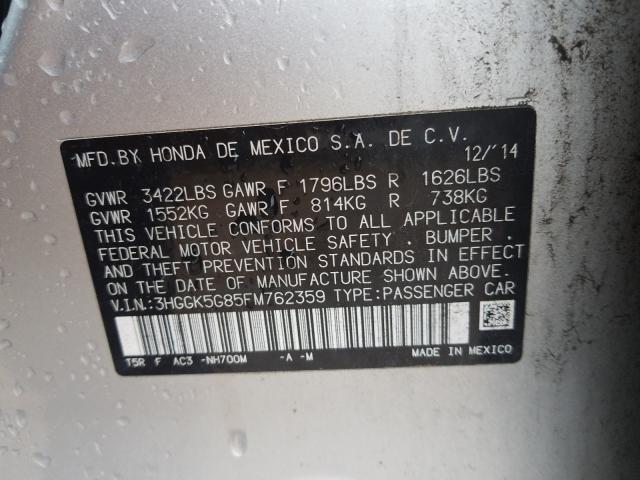 MFD. BY HONDA DE MEXICO S.A. DE C.V.
12/'14
GVWR 3422LBS GAWR F 1796LBS R 1626LBS
GVWR 1552KG GAWR F 814KG R 738KG
THIS VEHICLE CONFORMS TO ALL APPLICABLE
FEDERAL MOTOR VEHICLE SAFETY , BUMPER ,
AND THEFT PREVENTION STANDARDS IN EFFECT
ON THE DATE OF MANUFACTURE SHOWN ABOVE.
V.I.N.:3HGGK5G85FM762359 TYPE:PASSENGER CAR
T5R F AC3 -NH700M -A -M MADE IN MEXICO